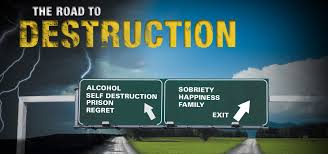 THE ROAD TO
DESTRUCTION
ALCOHOL
SELF DESTRUCTION
PRISON
REGRET
SOBRIETY
HAPPINESS
FAMILY
EXIT